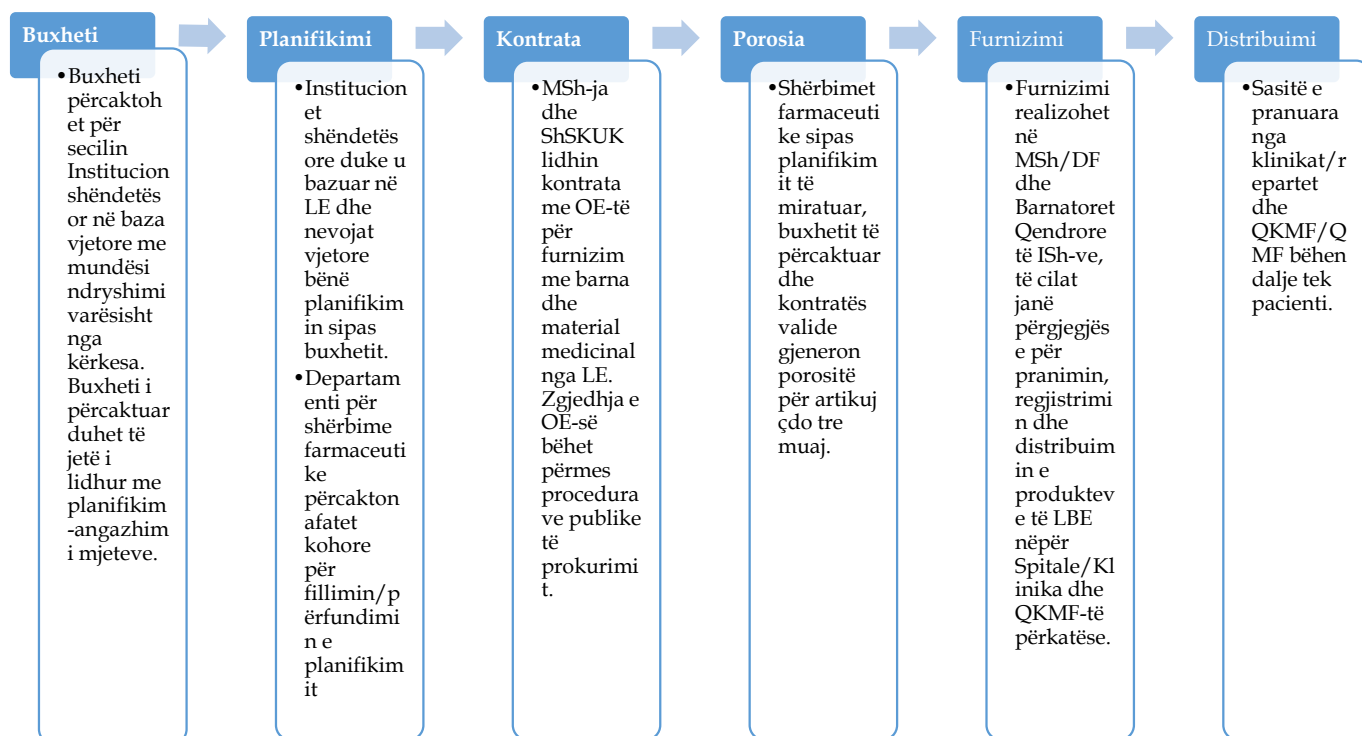 Buxheti
•Buxheti
përcaktoh
et për
secilin
Institucion
shëndetës
or në baza
vjetore me
mundësi
ndryshimi
varësisht
nga
kërkesa.
Buxheti i
përcaktuar
duhet të
jetë i
lidhur me
planifikim
-angazhim
i mjeteve.
Planifikimi
•Institucion
et
shëndetës
ore duke u
bazuar në
LE dhe
nevojat
vjetore
bënë
planifikim
in sipas
buxhetit.
•Departam
enti për
shërbime
farmaceuti
ke
përcakton
afatet
kohore
për
fillimin/p
ërfundimi
n e
planifikim
it
Kontrata
•MSh-ja
dhe
ShSKUK
lidhin
kontrata
me OE-të
për
furnizim
me barna
dhe
material
medicinal
nga LE.
Zgjedhja e
OE-së
bëhet
përmes
procedura
ve publike
të
prokurimi
t.
Porosia
•Shërbimet
farmaceuti
ke sipas
planifikim
it të
miratuar,
buxhetit të
përcaktuar
dhe
kontratës
valide
gjeneron
porositë
për artikuj
çdo tre
muaj.
Furnizimi
•Furnizimi
realizohet
në
MSh/DF
dhe
Barnatoret
Qendrore
të ISh-ve,
të cilat
janë
përgjegjës
e për
pranimin,
regjistrimi
n dhe
distribuim
in e
produktev
e të LBE
nëpër
Spitale/Kl
inika dhe
QKMF-të
përkatëse.
Distribuimi
•Sasitë e
pranuara
nga
klinikat/r
epartet
dhe
QKMF/Q
MF bëhen
dalje tek
pacienti.